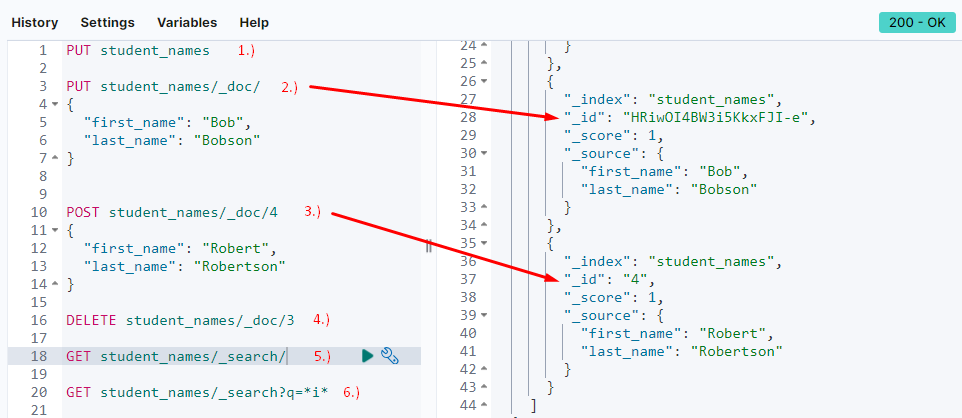 History Settings Variables Help 200 - OK
1 PUT student_names 1.)
2
3 PUT student_names/_doc/ 2.)
4 {
5 "first_name": "Bob",
6 "last_name": "Bobson"
7 }
8
9
10 POST student_names/_doc/4 3.)
11 {
12 "first_name": "Robert",
13 "last_name": "Robertson"
14 }
15
16 DELETE student_names/_doc/3 4.)
17
18 GET student_names/_search/ 5.)
19
20 GET student_names/_search?q=*i* 6.)
21
24 }
25 },
26 {
27 "_index": "student_names",
28 "_id": "HRiwOI4BW3i5KkxFJI-e",
29 "_score": 1,
30 "_source": {
31 "first_name": "Bob",
32 "last_name": "Bobson"
33 }
34 },
35 {
36 "_index": "student_names",
37 "_id": "4",
38 "_score": 1,
39 "_source": {
40 "first_name": "Robert",
41 "last_name": "Robertson"
42 }
43 }
44 ]